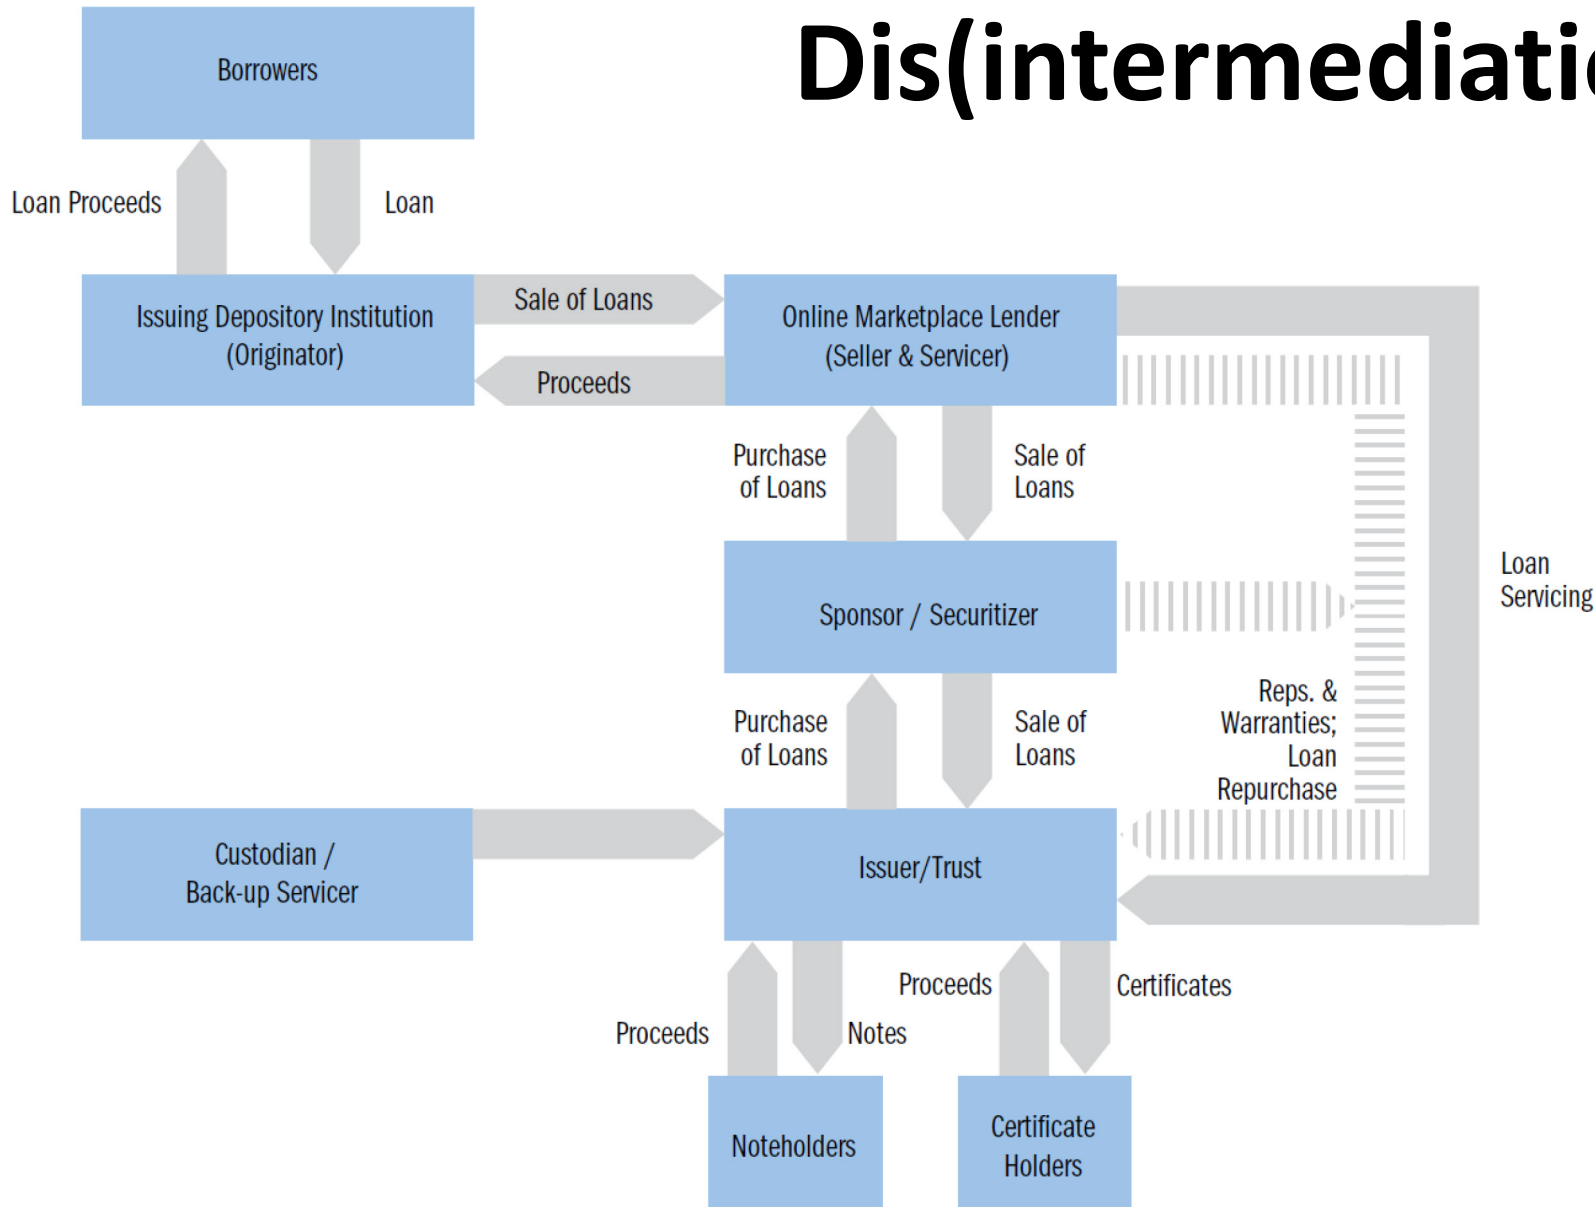 Dis(intermediatio
Borrowers
Loan Proceeds
Loan
Issuing Depository Institution
(Originator)
Sale of Loans
Proceeds
Online Marketplace Lender
(Seller & Servicer)
Purchase
of Loans
Sale of
Loans
Sponsor / Securitizer
Loan
Servicing
Reps. &
Warranties;
Loan
Repurchase
Purchase
of Loans
Sale of
Loans
Custodian /
Back-up Servicer
Issuer/Trust
Proceeds
Notes
Proceeds
Certificates
Noteholders
Certificate
Holders